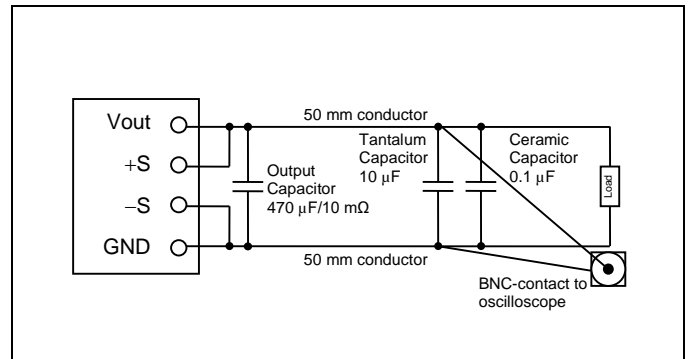 50 mm conductor
Vout
+S
−S
GND
Output
Capacitor
470 μF/10 mΩ
Tantalum
Capacitor
10 μF
Ceramic
Capacitor
0.1 μF
Load
50 mm conductor
BNC-contact to
oscilloscope